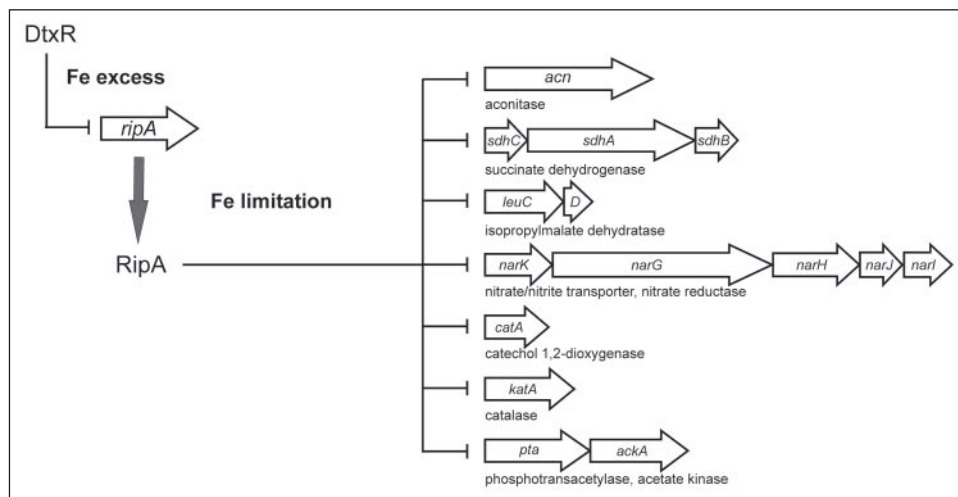 DtxR
Fe excess
ripA
Fe limitation
RipA
acn
aconitase
sdhC sdhA sdhB
succinate dehydrogenase
leuC D
isopropylmalate dehydratase
narK narG narH narJ narI
nitrate/nitrite transporter, nitrate reductase
catA
catechol 1,2-dioxygenase
katA
catalase
pta ackA
phosphotransacetylase, acetate kinase